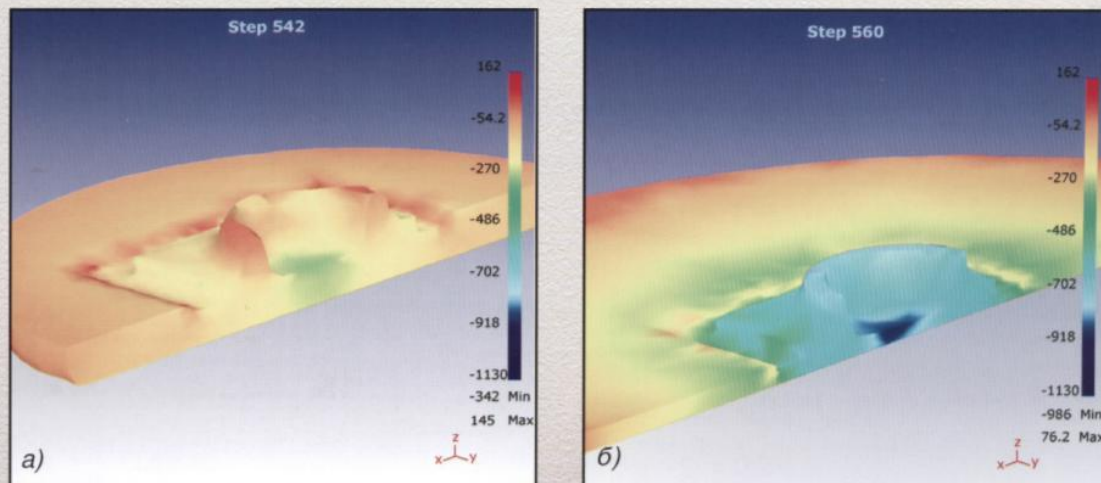 Step 542
162
-54.2
-270
-486
-702
-918
-1130
-342 Min
145 Max
z
x y
а)
Step 560
162
-54.2
-270
-486
-702
-918
-1130
-986 Min
76.2 Max
z
x y
б)